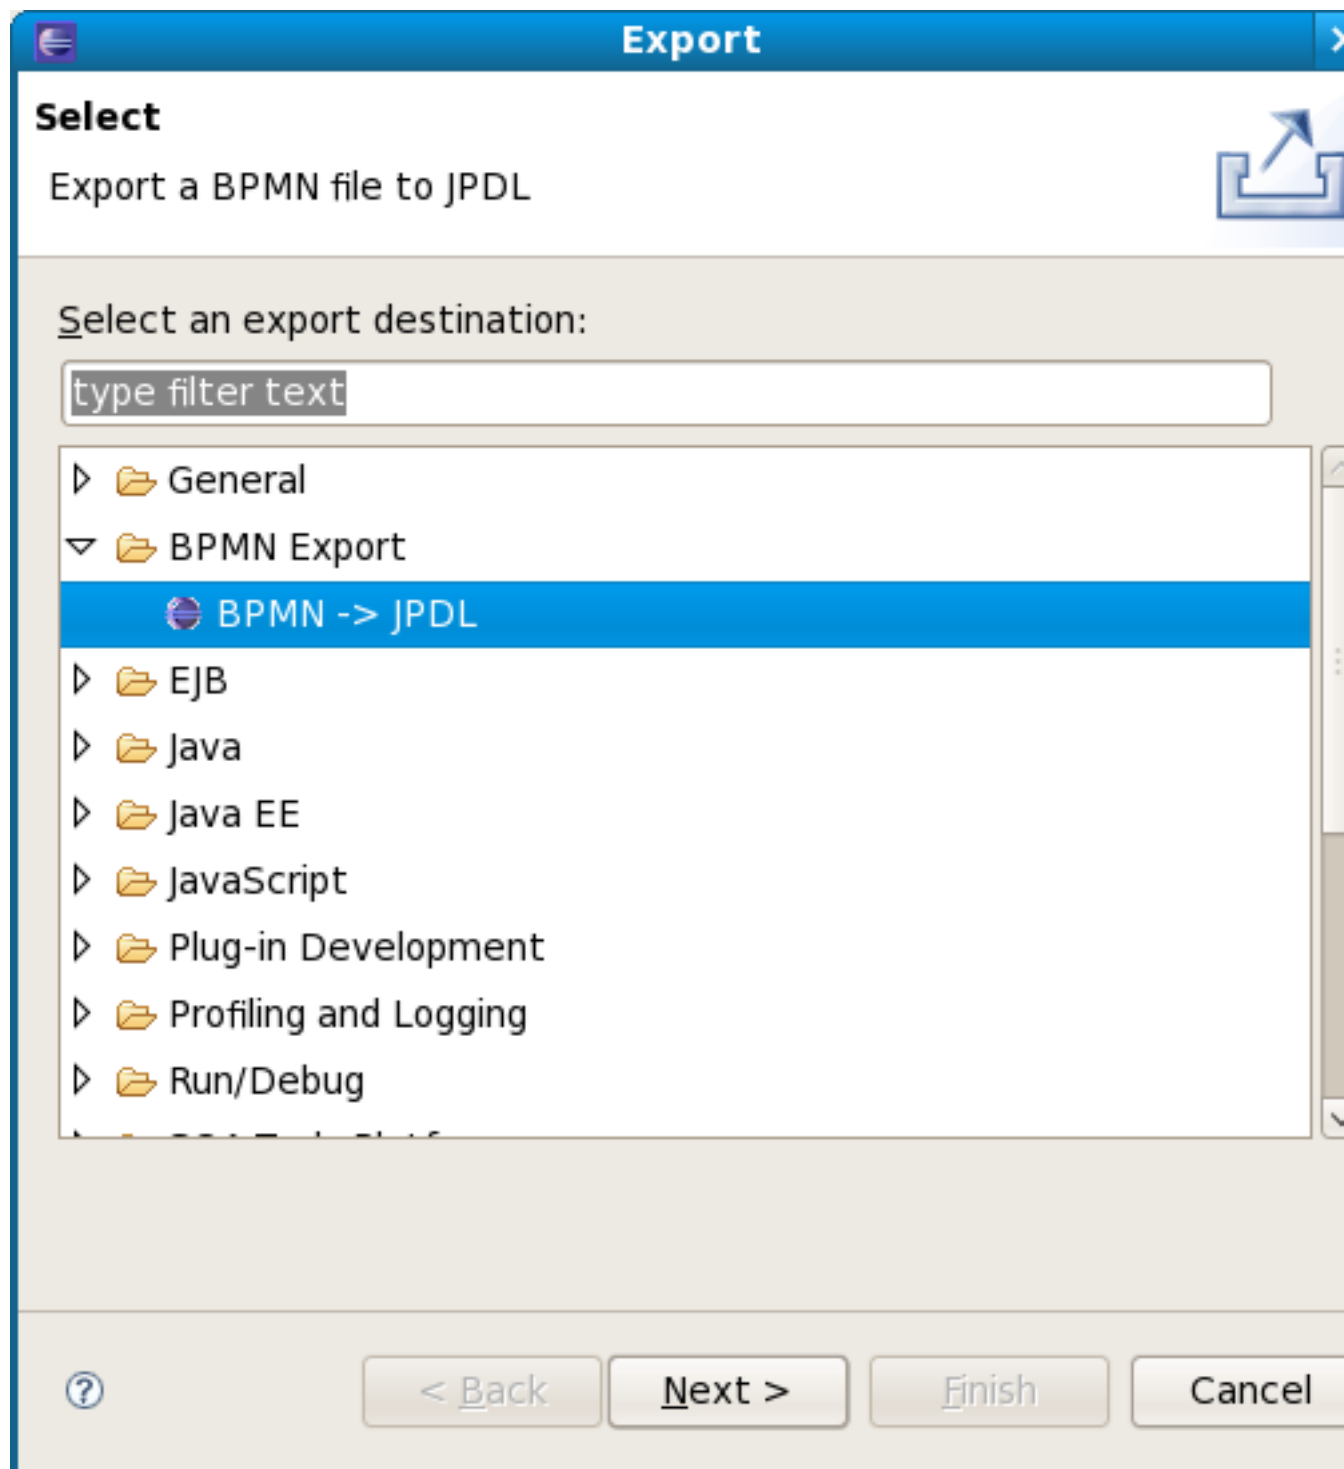 Export
Select
Export a BPMN file to JPDL
Select an export destination:
type filter text
General
BPMN Export
BPMN -> JPDL
EJB
Java
Java EE
JavaScript
Plug-in Development
Profiling and Logging
Run/Debug
< Back
Next >
Finish
Cancel